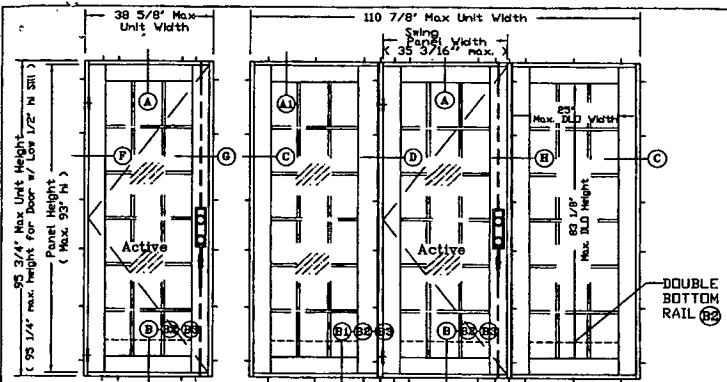 38 5/8" Max
Unit Width
110 7/8" Max Unit Width
Swing
Panel Width
( 35 3/16" max. )
95 3/4" Max Unit Height
( 95 1/4" max. height for Door w/ Low 1/2" hi Sill )
Panel Height
( Max. 93" hi )
A
A1
A
25"
Max. DLO Width
F
G
C
D
H
C
83 1/8"
Max. DLO Height
Active
Active
B B2 B3
B1 B2 B3
B B2 B3
DOUBLE
BOTTOM
RAIL B2